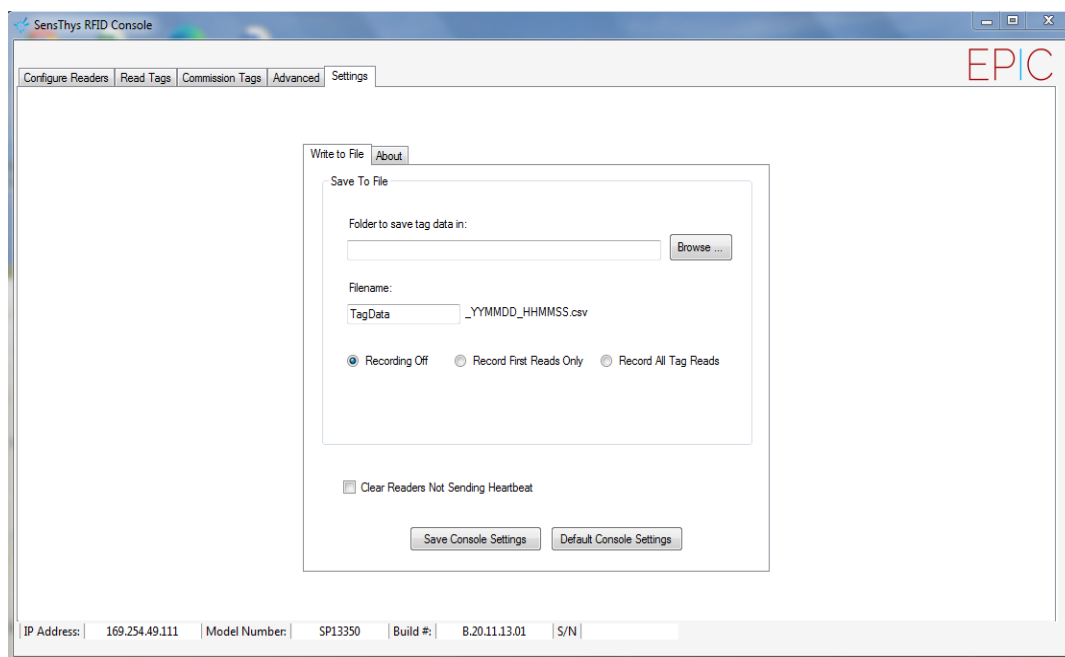 SensThys RFID Console
EPIC
Configure Readers Read Tags Commission Tags Advanced Settings
Write to File About
Save To File
Folder to save tag data in:
Browse ...
Filename:
TagData _YYMMDD_HHMMSS.csv
Recording Off Record First Reads Only Record All Tag Reads
Clear Readers Not Sending Heartbeat
Save Console Settings Default Console Settings
IP Address: 169.254.49.111 Model Number: SP13350 Build #: B.20.11.13.01 S/N